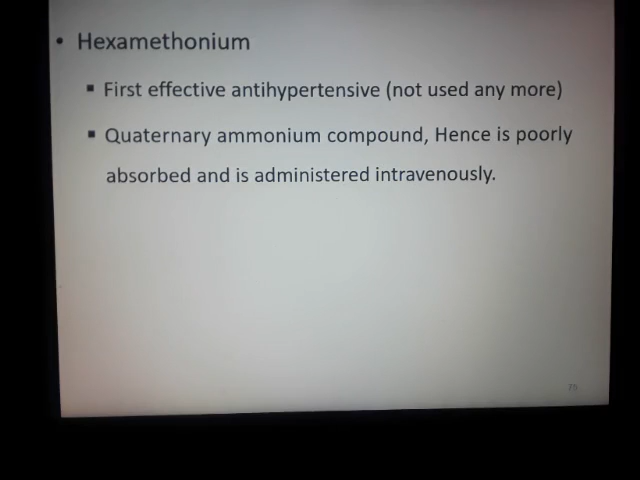 • Hexamethonium
▪ First effective antihypertensive (not used any more)
▪ Quaternary ammonium compound, Hence is poorly
absorbed and is administered intravenously.
75